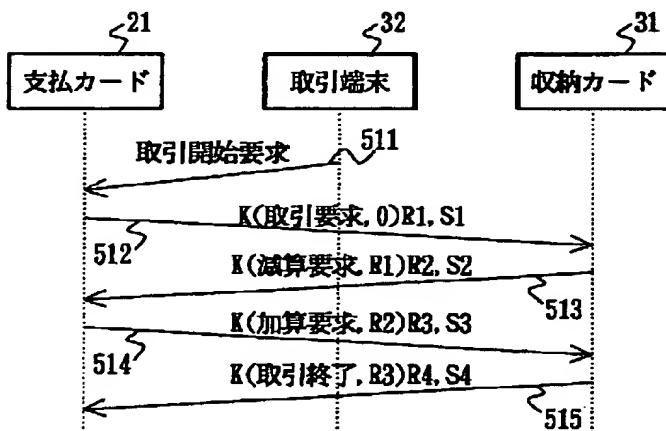 21
32
31
支払カード
取引端末
収納カード
取引開始要求
511
K(取引要求,0)R1,S1
512
K(減算要求,R1)R2,S2
513
K(加算要求,R2)R3,S3
514
K(取引終了,R3)R4,S4
515